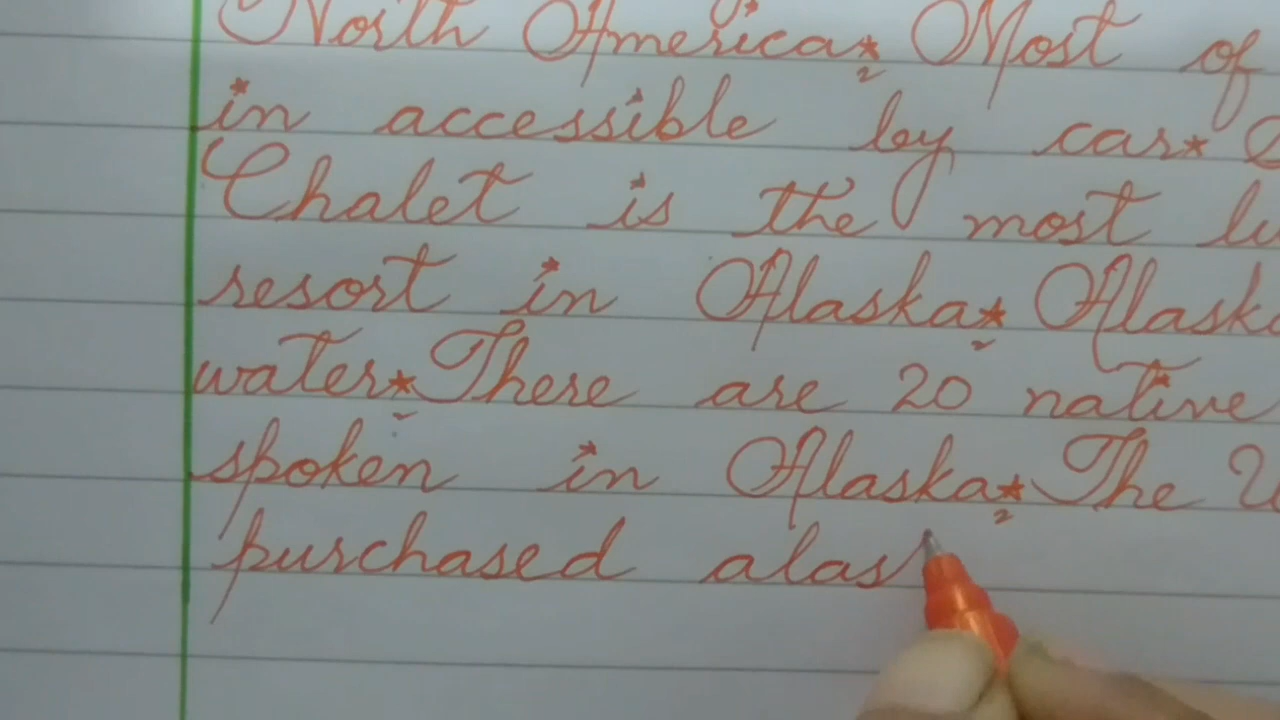 North America. Most of
in accessible by car.
Chalet is the most
resort in Alaska.
water. There are 20 native
spoken in Alaska. The
purchased alas